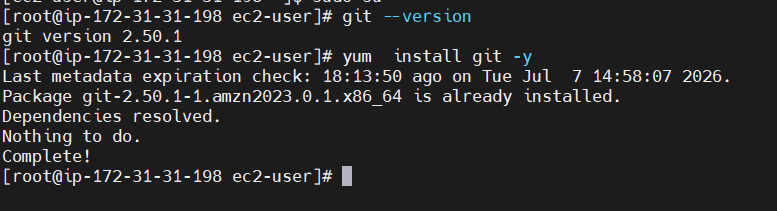 [root@ip-172-31-31-198 ec2-user]# git --version
git version 2.50.1
[root@ip-172-31-31-198 ec2-user]# yum  install git -y
Last metadata expiration check: 18:13:50 ago on Tue Jul  7 14:58:07 2026.
Package git-2.50.1-1.amzn2023.0.1.x86_64 is already installed.
Dependencies resolved.
Nothing to do.
Complete!
[root@ip-172-31-31-198 ec2-user]#